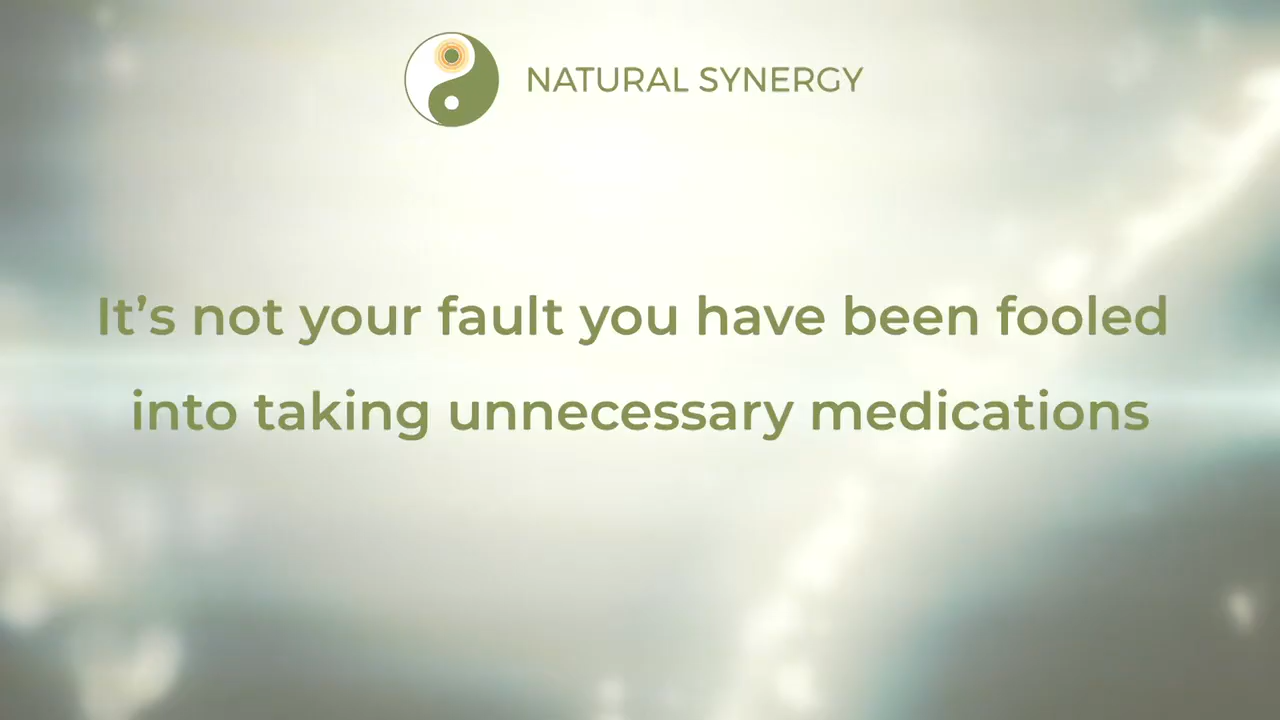 NATURAL SYNERGY
It’s not your fault you have been fooled
into taking unnecessary medications